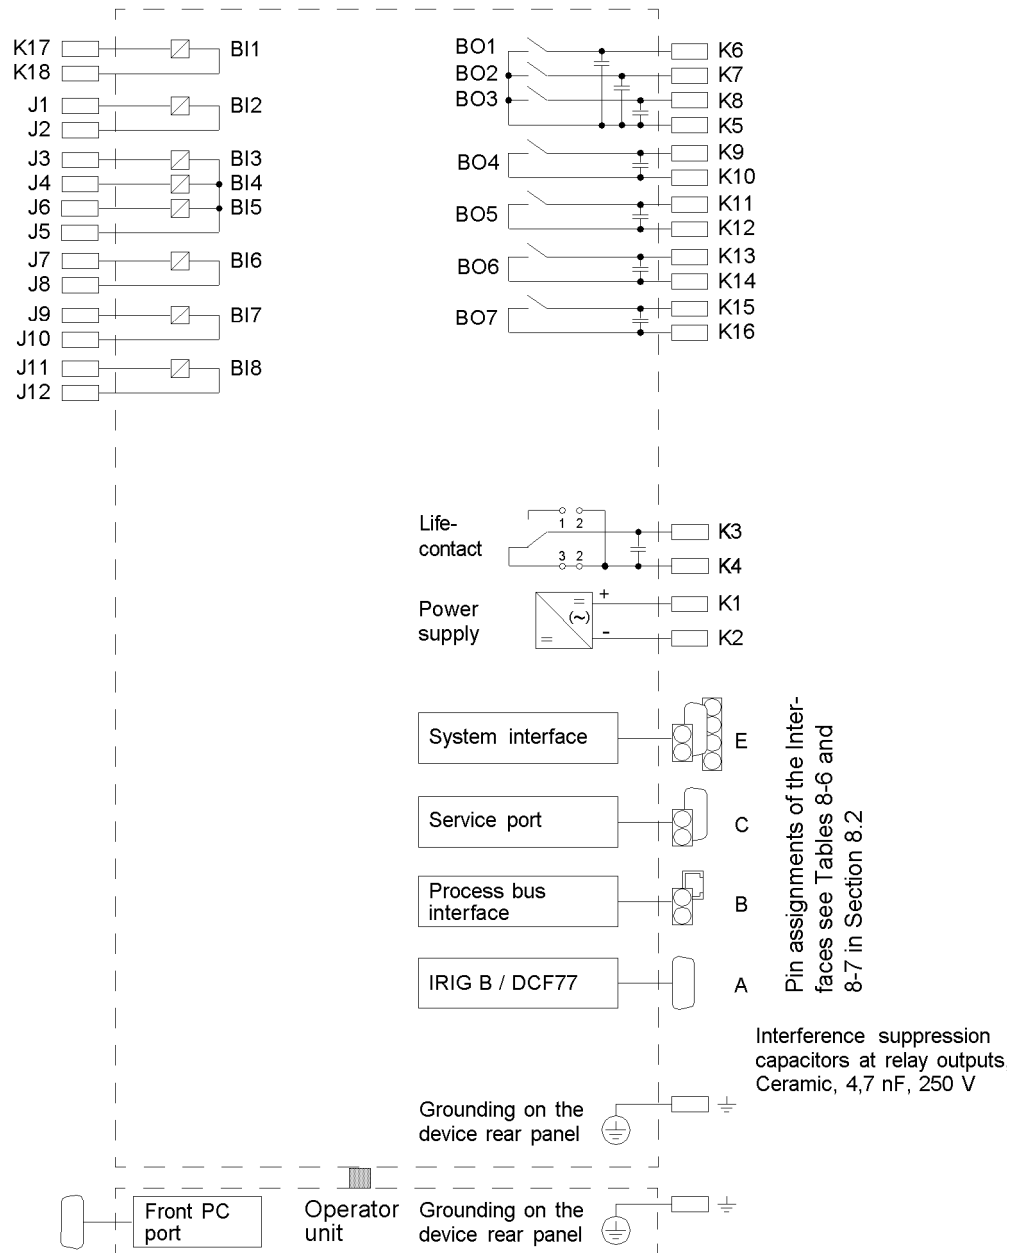 K17 BI1
K18
J1 BI2
J2
J3 BI3
J4 BI4
J6 BI5
J5
J7 BI6
J8
J9 BI7
J10
J11 BI8
J12
BO1 K6
BO2 K7
BO3 K8
K5
K9
BO4
K10
K11
BO5
K12
K13
BO6
K14
K15
BO7
K16
Life-
contact
1 2
3 2
K3
K4
Power
supply
+
(~)
-
K1
K2
System interface
E
Service port
C
Process bus
interface
B
IRIG B / DCF77
A
Pin assignments of the Inter-
faces see Tables 8-6 and
8-7 in Section 8.2
Interference suppression
capacitors at relay outputs
Ceramic, 4,7 nF, 250 V
Grounding on the
device rear panel
Front PC
port
Operator
unit
Grounding on the
device rear panel